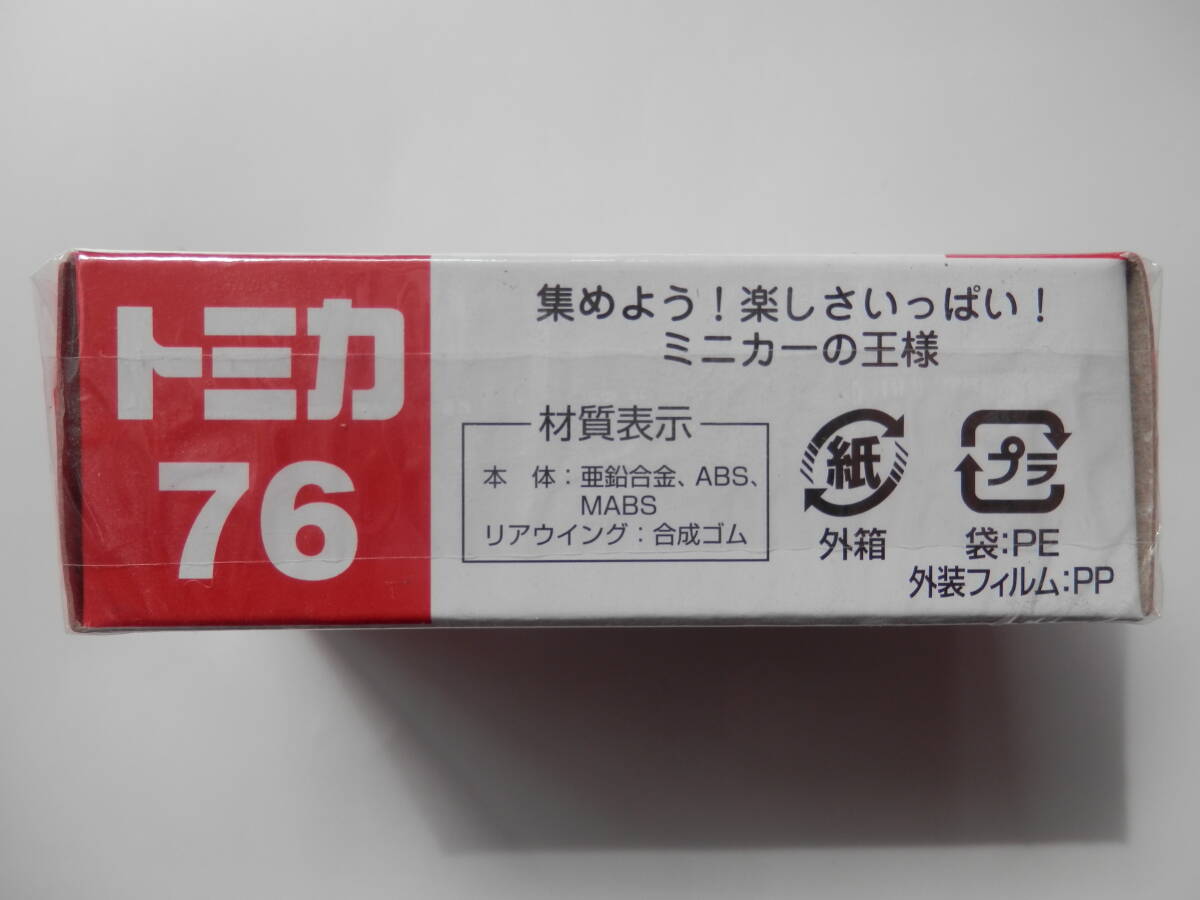 トミカ
76
集めよう!楽しさいっぱい!
ミニカーの王様
材質表示
本 体:亜鉛合金、ABS、
MABS
リアウイング:合成ゴム
紙
外箱
プラ
袋:PE
外装フィルム:PP